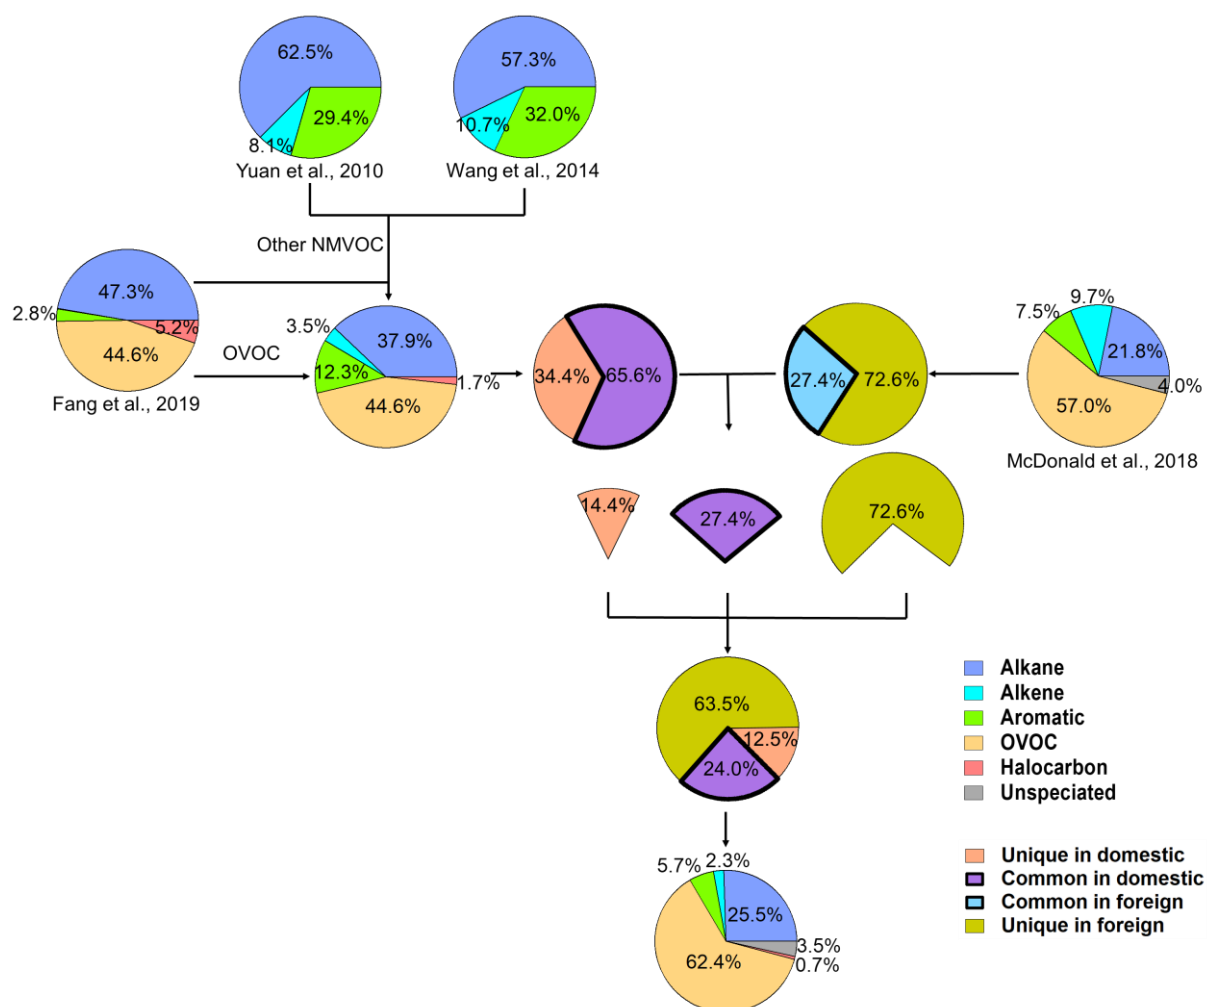 62.5%
8.1%
29.4%
Yuan et al., 2010
57.3%
10.7%
32.0%
Wang et al., 2014
Other NMVOC
47.3%
2.8%
5.2%
44.6%
Fang et al., 2019
OVOC
3.5%
37.9%
12.3%
1.7%
44.6%
34.4%
65.6%
27.4%
72.6%
9.7%
7.5%
21.8%
4.0%
57.0%
McDonald et al., 2018
14.4%
27.4%
72.6%
63.5%
12.5%
24.0%
5.7%
2.3%
25.5%
3.5%
0.7%
62.4%
Alkane
Alkene
Aromatic
OVOC
Halocarbon
Unspeciated
Unique in domestic
Common in domestic
Common in foreign
Unique in foreign